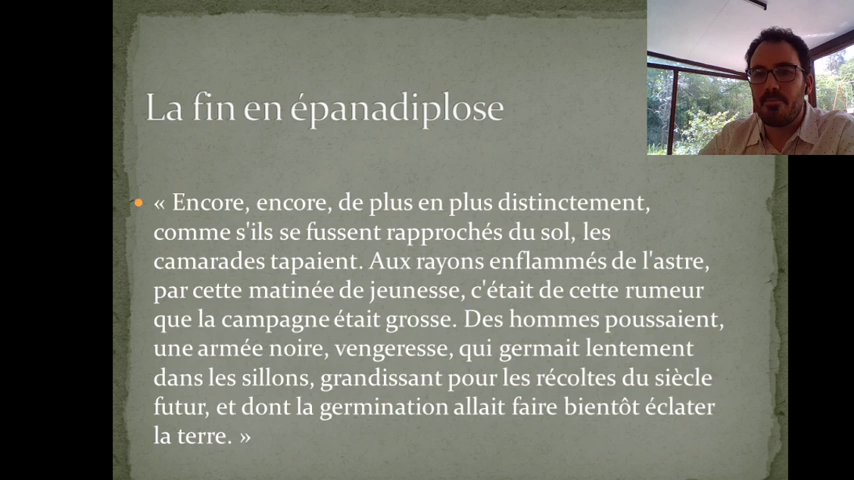 La fin en épanadiplose
« Encore, encore, de plus en plus distinctement,
comme s'ils se fussent rapprochés du sol, les
camarades tapaient. Aux rayons enflammés de l'astre,
par cette matinée de jeunesse, c'était de cette rumeur
que la campagne était grosse. Des hommes poussaient,
une armée noire, vengeresse, qui germait lentement
dans les sillons, grandissant pour les récoltes du siècle
futur, et dont la germination allait faire bientôt éclater
la terre. »